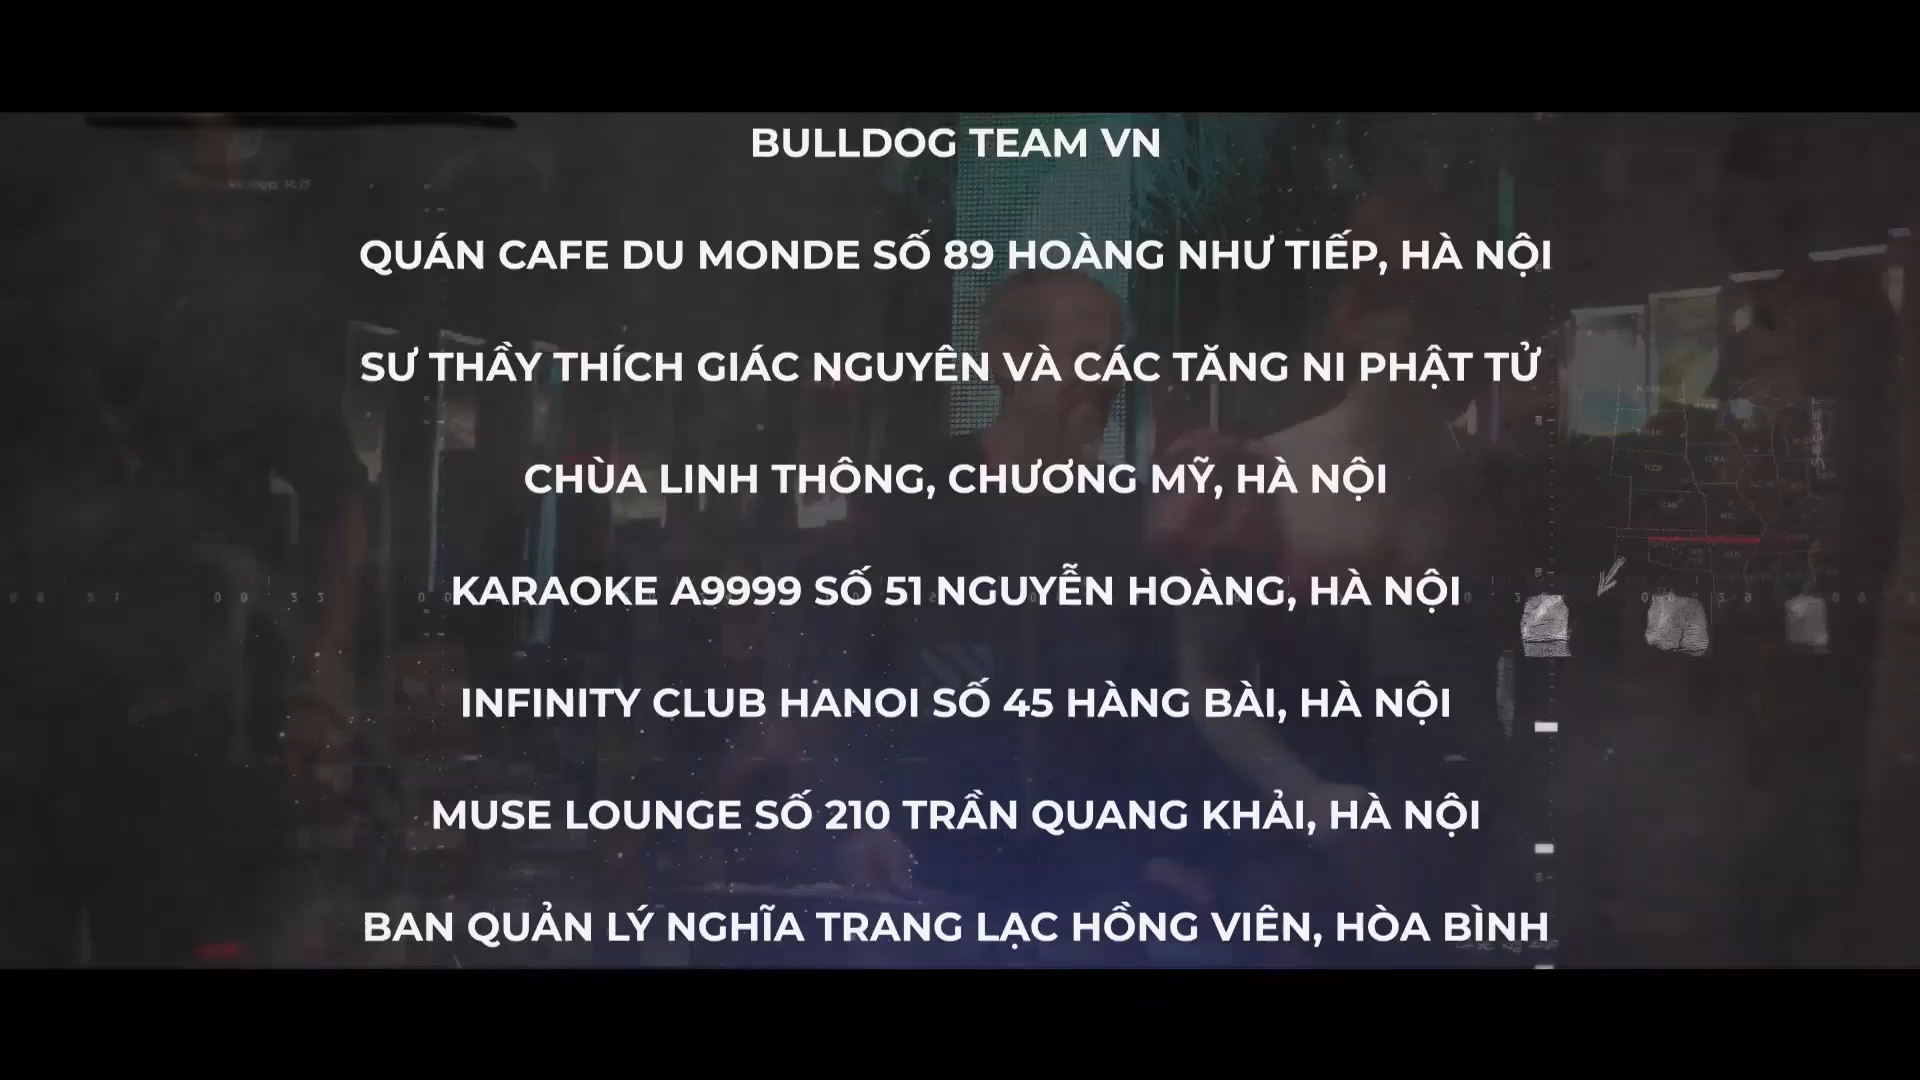 BULLDOG TEAM VN
QUÁN CAFE DU MONDE SỐ 89 HOÀNG NHƯ TIẾP, HÀ NỘI
SƯ THẦY THÍCH GIÁC NGUYÊN VÀ CÁC TĂNG NI PHẬT TỬ
CHÙA LINH THÔNG, CHƯƠNG MỸ, HÀ NỘI
KARAOKE A9999 SỐ 51 NGUYỄN HOÀNG, HÀ NỘI
INFINITY CLUB HANOI SỐ 45 HÀNG BÀI, HÀ NỘI
MUSE LOUNGE SỐ 210 TRẦN QUANG KHẢI, HÀ NỘI
BAN QUẢN LÝ NGHĨA TRANG LẠC HỒNG VIÊN, HÒA BÌNH